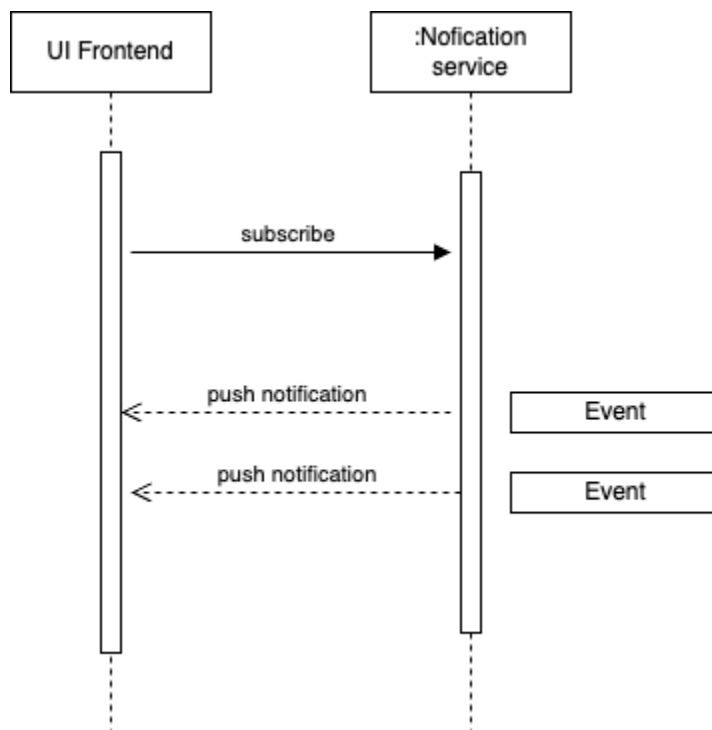 UI Frontend
:Nofication
service
subscribe
push notification
Event
push notification
Event